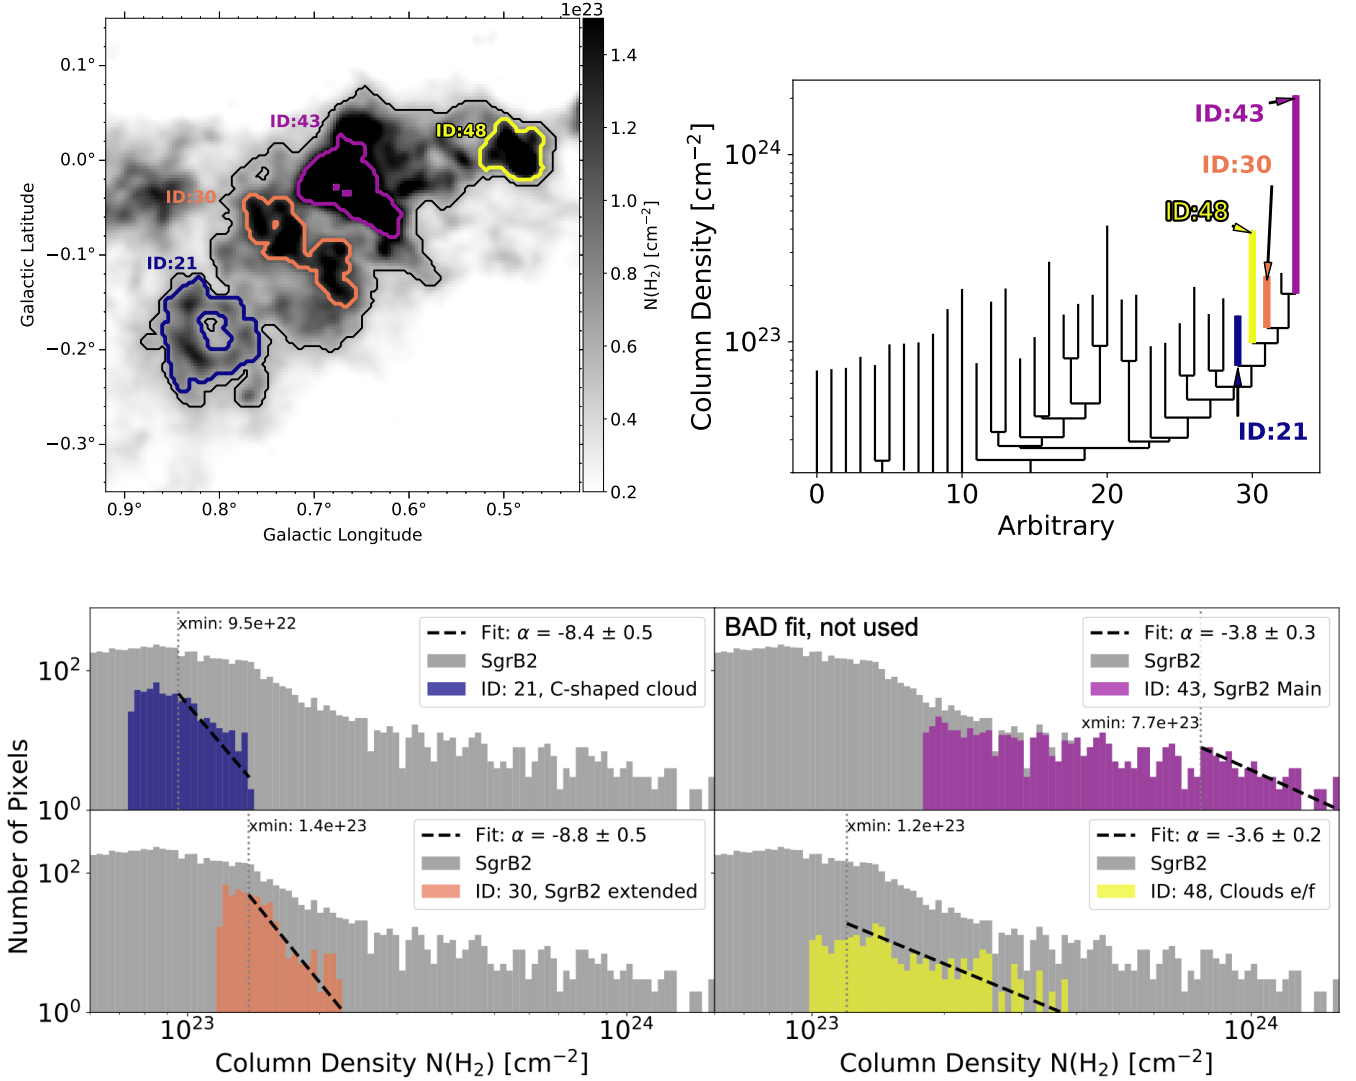 1e23
0.1°
0.0°
−0.1°
−0.2°
−0.3°
Galactic Latitude
0.9°
0.8°
0.7°
0.6°
0.5°
Galactic Longitude
ID:43
ID:48
ID:30
ID:21
1.4
1.2
1.0
0.8
0.6
0.4
0.2
N(H₂) [cm⁻²]
Column Density [cm⁻²]
10²⁴
10²³
ID:43
ID:30
ID:48
ID:21
0
10
20
30
Arbitrary
Number of Pixels
10²
10⁰
xmin: 9.5e+22
Fit: α = -8.4 ± 0.5
SgrB2
ID: 21, C-shaped cloud
BAD fit, not used
Fit: α = -3.8 ± 0.3
SgrB2
ID: 43, SgrB2 Main
xmin: 7.7e+23
10²
10⁰
xmin: 1.4e+23
Fit: α = -8.8 ± 0.5
SgrB2
ID: 30, SgrB2 extended
xmin: 1.2e+23
Fit: α = -3.6 ± 0.2
SgrB2
ID: 48, Clouds e/f
10²³
10²⁴
10²³
10²⁴
Column Density N(H₂) [cm⁻²]
Column Density N(H₂) [cm⁻²]